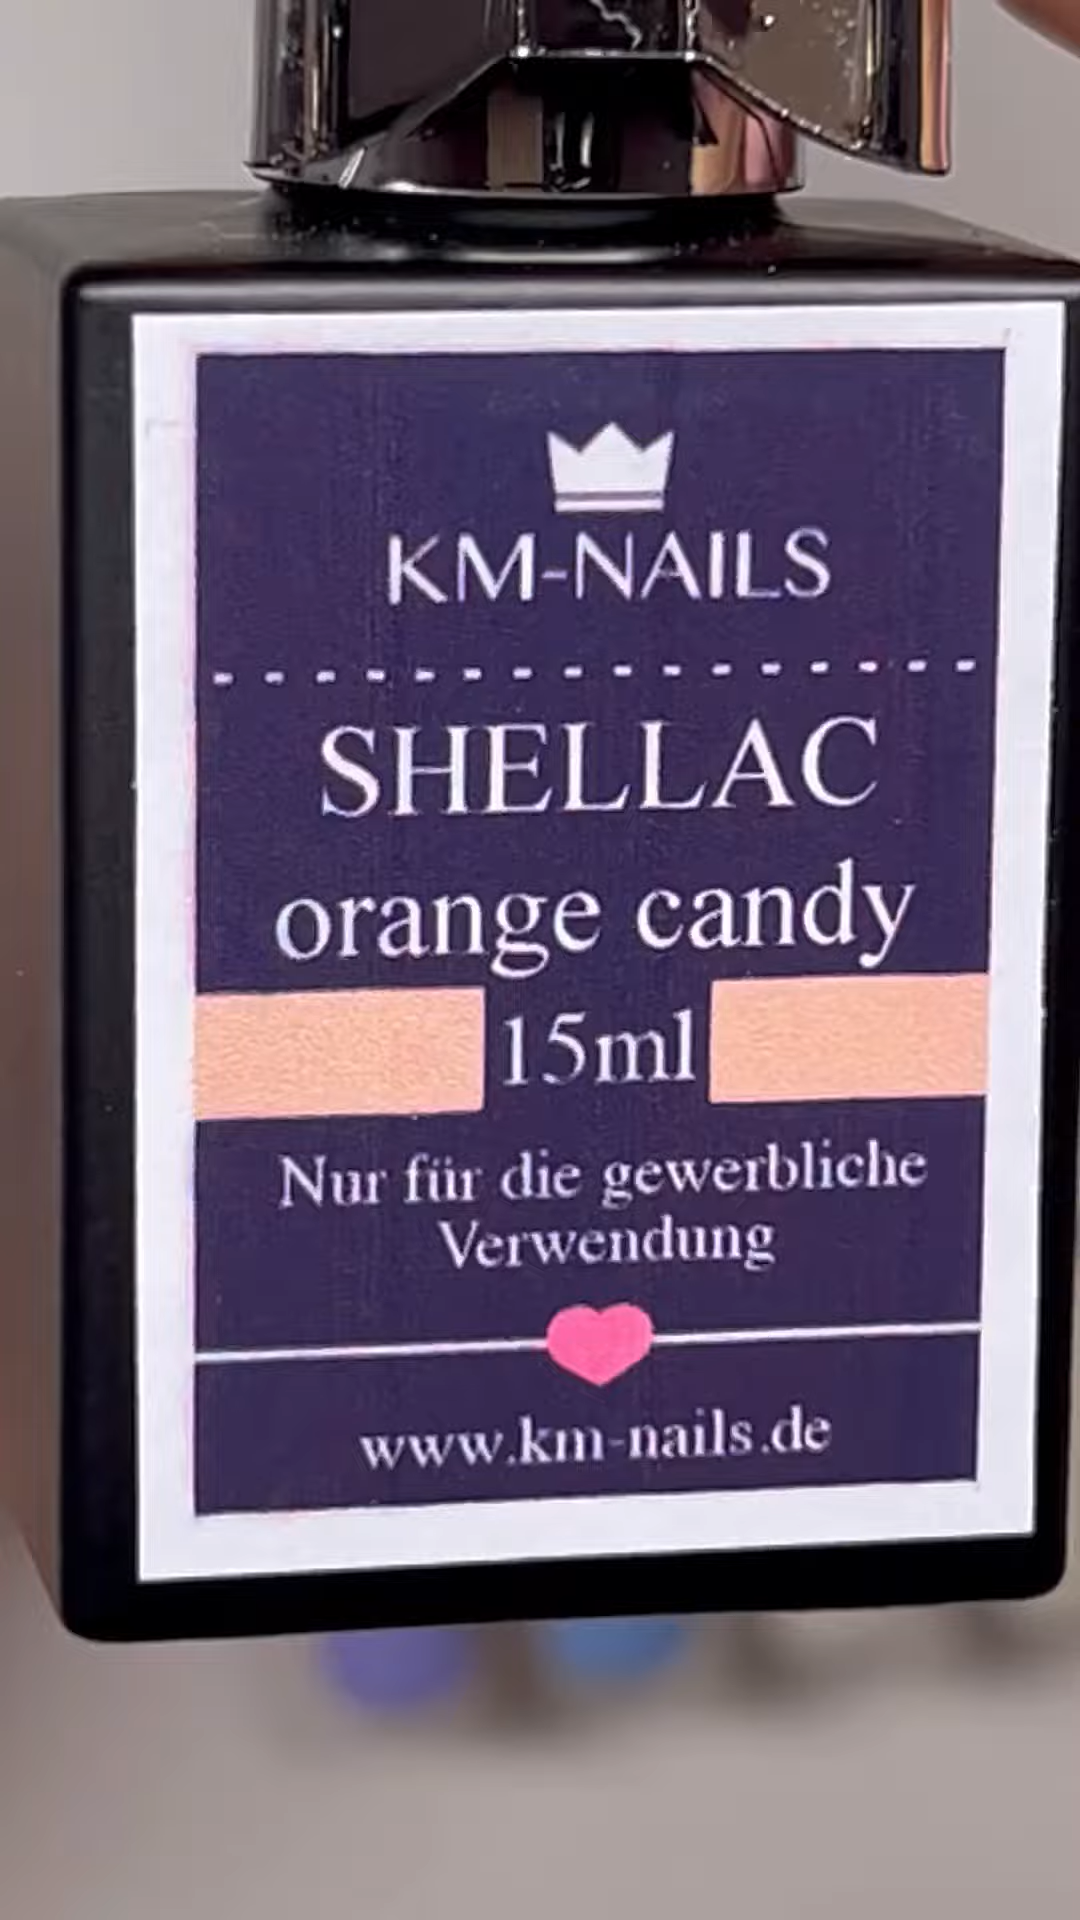 KM-NAILS
SHELLAC
orange candy
15ml
Nur für die gewerbliche
Verwendung
www.km-nails.de